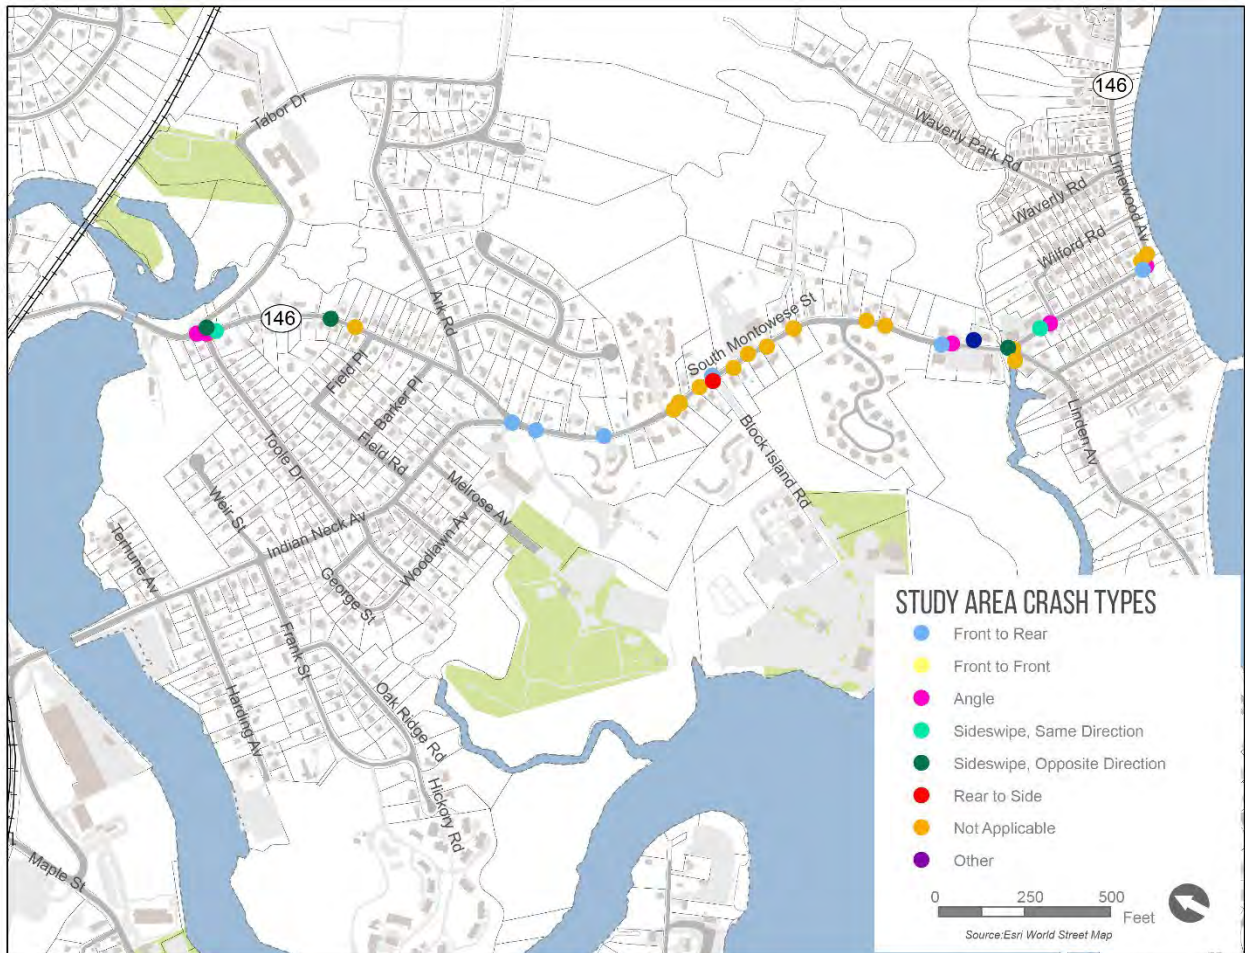 146
Tabor Dr
Waverly Park Rd
Limewood Av
Waverly Rd
Wilford Rd
146
Ark Rd
South Montowese St
Field Pl
Barker Pl
Block Island Rd
Linden Av
Toole Dr
Field Rd
Melrose Av
Weir St
Indian Neck Av
Woodlawn Av
Terhune Av
George St
Frank St
Oak Ridge Rd
Harding Av
Hickory Rd
Maple St
STUDY AREA CRASH TYPES
Front to Rear
Front to Front
Angle
Sideswipe, Same Direction
Sideswipe, Opposite Direction
Rear to Side
Not Applicable
Other
0 250 500
Feet
Source:Esri World Street Map